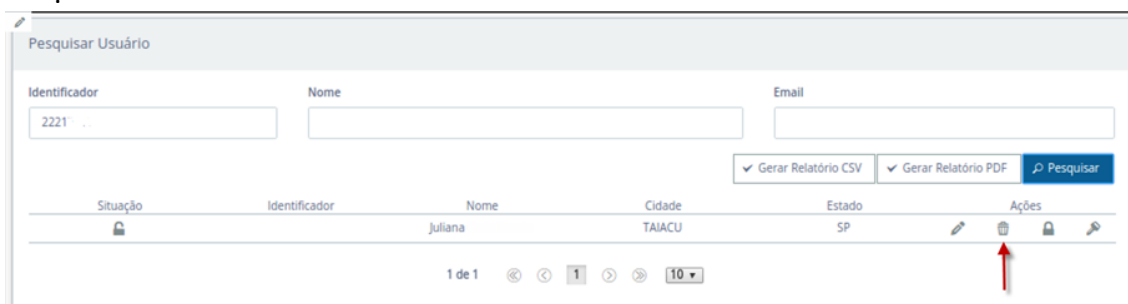 Pesquisar Usuário
Identificador Nome Email
2221
Gerar Relatório CSV Gerar Relatório PDF Pesquisar
Situação Identificador Nome Cidade Estado Ações
Juliana TAIACU SP
1 de 1 1 10